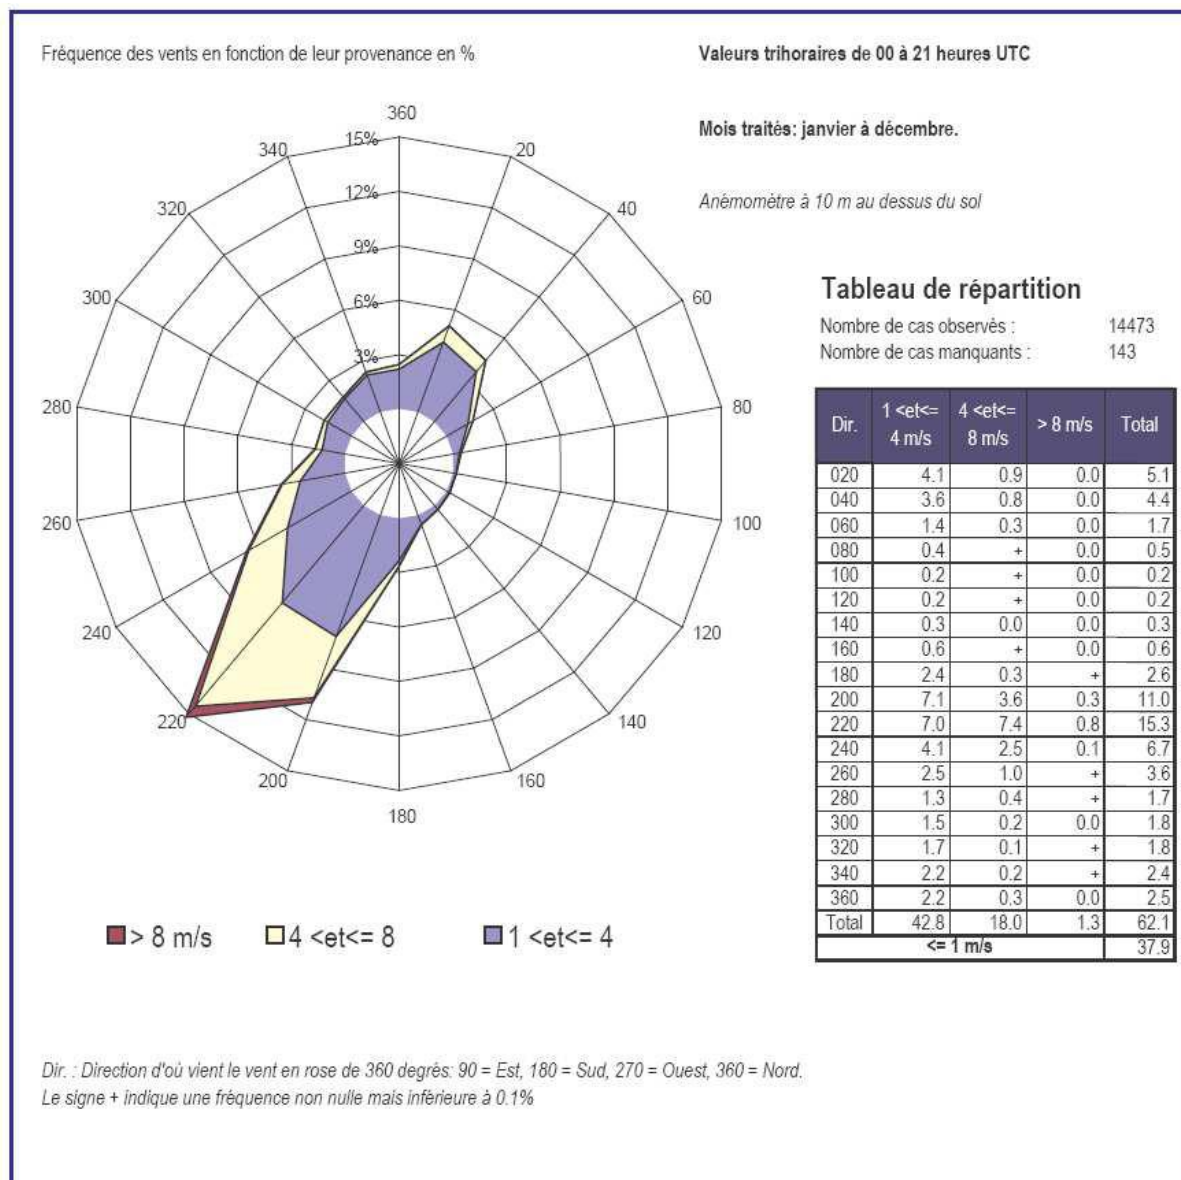 Fréquence des vents en fonction de leur provenance en %
Valeurs trihoraires de 00 à 21 heures UTC
Mois traités: janvier à décembre.
Anémomètre à 10 m au dessus du sol
360
20
40
60
80
100
120
140
160
180
200
220
240
260
280
300
320
340
15%
12%
9%
6%
3%
Tableau de répartition
Nombre de cas observés : 14473
Nombre de cas manquants : 143
Dir. 1 <et<= 4 m/s 4 <et<= 8 m/s > 8 m/s Total
020 4.1 0.9 0.0 5.1
040 3.6 0.8 0.0 4.4
060 1.4 0.3 0.0 1.7
080 0.4 + 0.0 0.5
100 0.2 + 0.0 0.2
120 0.2 + 0.0 0.2
140 0.3 0.0 0.0 0.3
160 0.6 + 0.0 0.6
180 2.4 0.3 + 2.6
200 7.1 3.6 0.3 11.0
220 7.0 7.4 0.8 15.3
240 4.1 2.5 0.1 6.7
260 2.5 1.0 + 3.6
280 1.3 0.4 + 1.7
300 1.5 0.2 0.0 1.8
320 1.7 0.1 + 1.8
340 2.2 0.2 + 2.4
360 2.2 0.3 0.0 2.5
Total 42.8 18.0 1.3 62.1
<= 1 m/s 37.9
> 8 m/s 4 <et<= 8 1 <et<= 4
Dir. : Direction d'où vient le vent en rose de 360 degrés: 90 = Est, 180 = Sud, 270 = Ouest, 360 = Nord.
Le signe + indique une fréquence non nulle mais inférieure à 0.1%